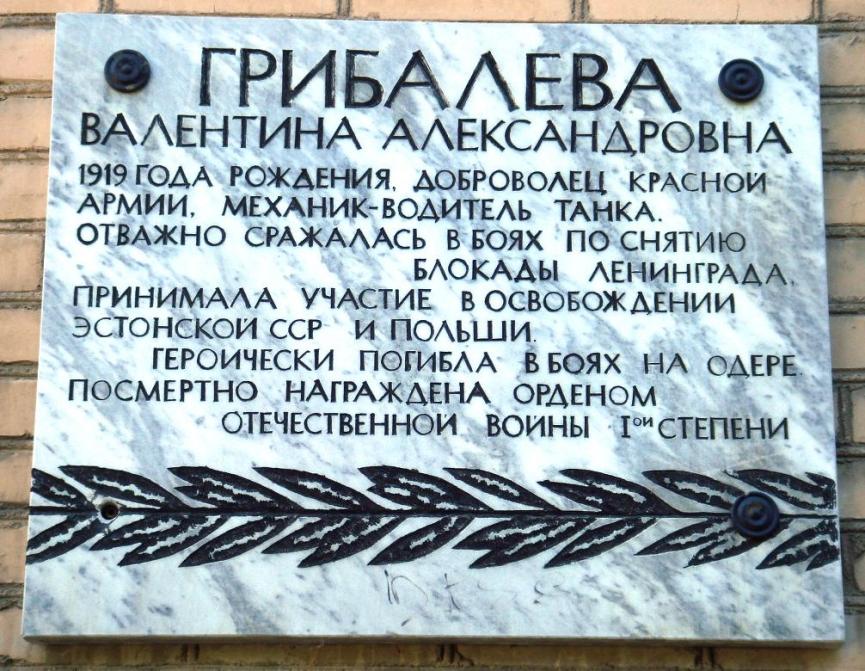 ГРИБАЛЕВА
ВАЛЕНТИНА АЛЕКСАНДРОВНА
1919 ГОДА РОЖДЕНИЯ, ДОБРОВОЛЕЦ КРАСНОЙ
АРМИИ, МЕХАНИК-ВОДИТЕЛЬ ТАНКА.
ОТВАЖНО СРАЖАЛАСЬ В БОЯХ ПО СНЯТИЮ
БЛОКАДЫ ЛЕНИНГРАДА,
ПРИНИМАЛА УЧАСТИЕ В ОСВОБОЖДЕНИИ
ЭСТОНСКОЙ ССР И ПОЛЬШИ.
ГЕРОИЧЕСКИ ПОГИБЛА В БОЯХ НА ОДЕРЕ.
ПОСМЕРТНО НАГРАЖДЕНА ОРДЕНОМ
ОТЕЧЕСТВЕННОЙ ВОЙНЫ Iой СТЕПЕНИ